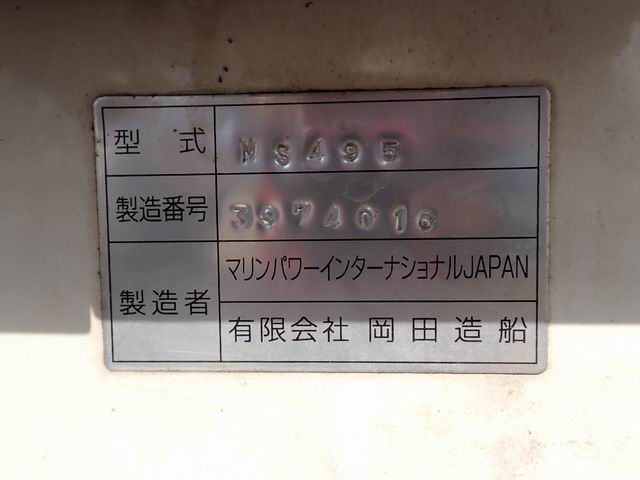 型 式 MS495
製造番号 3974016
製造者 マリンパワーインターナショナルJAPAN
有限会社 岡田造船